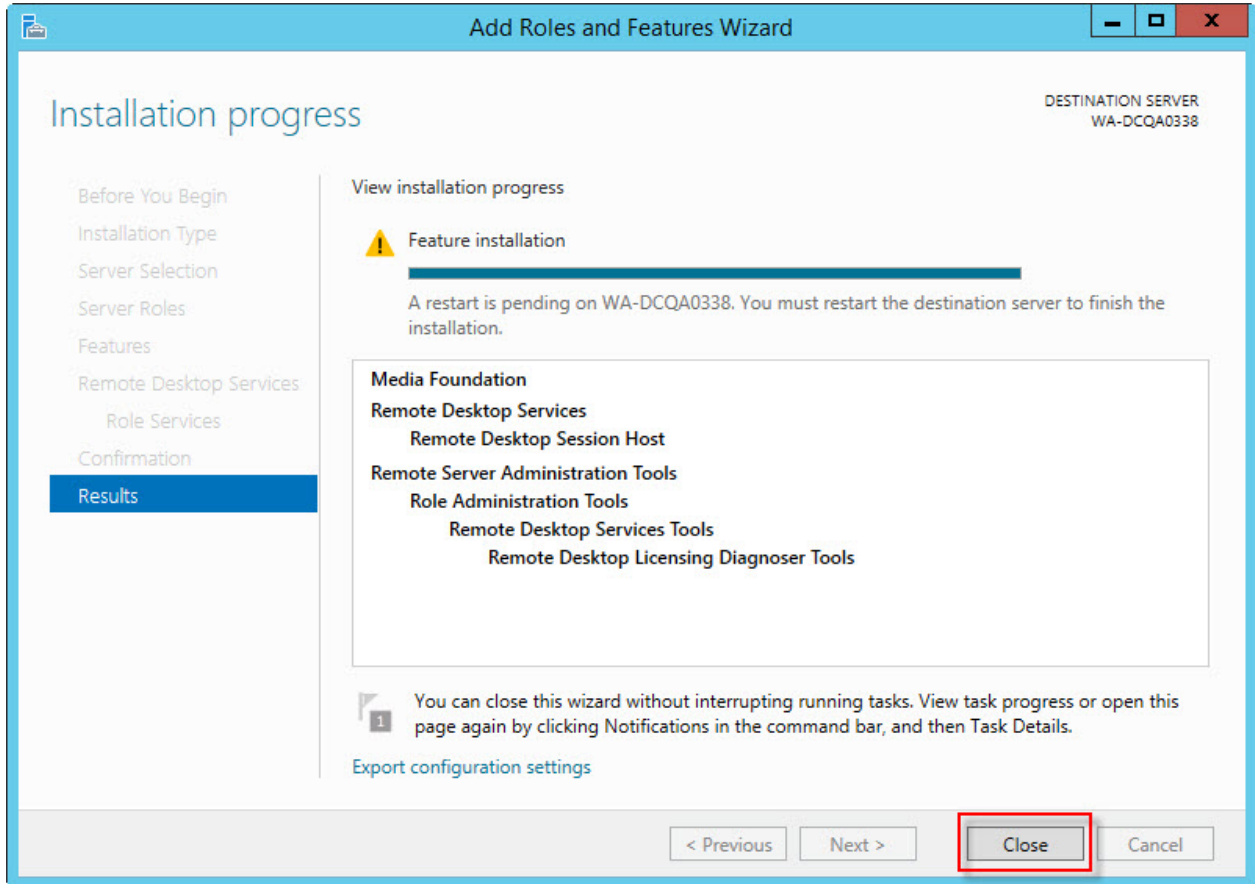 Add Roles and Features Wizard
Installation progress
DESTINATION SERVER
WA-DCQA0338
Before You Begin
Installation Type
Server Selection
Server Roles
Features
Remote Desktop Services
Role Services
Confirmation
Results
View installation progress
Feature installation
A restart is pending on WA-DCQA0338. You must restart the destination server to finish the
installation.
Media Foundation
Remote Desktop Services
Remote Desktop Session Host
Remote Server Administration Tools
Role Administration Tools
Remote Desktop Services Tools
Remote Desktop Licensing Diagnoser Tools
1
You can close this wizard without interrupting running tasks. View task progress or open this
page again by clicking Notifications in the command bar, and then Task Details.
Export configuration settings
< Previous
Next >
Close
Cancel